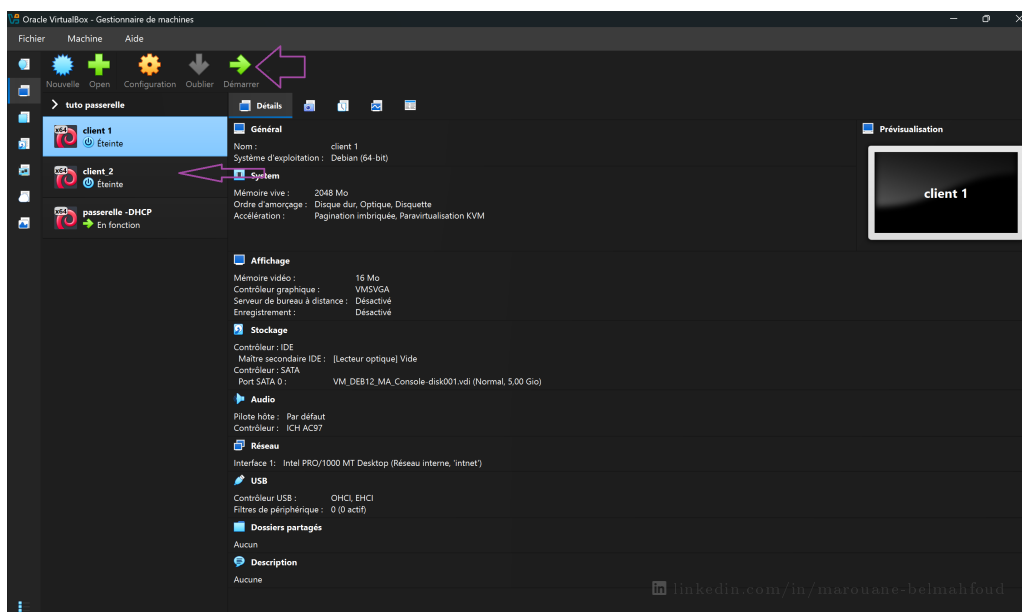 Oracle VirtualBox - Gestionnaire de machines
Fichier Machine Aide
Nouvelle Open Configuration Oublier Démarrer
tuto passerelle
x64 client 1
Éteinte
x64 client_2
Éteinte
x64 passerelle -DHCP
En fonction
Détails
Général
Nom : client 1
Système d'exploitation : Debian (64-bit)
System
Mémoire vive : 2048 Mo
Ordre d'amorçage : Disque dur, Optique, Disquette
Accélération : Pagination imbriquée, Paravirtualisation KVM
Prévisualisation
client 1
Affichage
Mémoire vidéo : 16 Mo
Contrôleur graphique : VMSVGA
Serveur de bureau à distance : Désactivé
Enregistrement : Désactivé
Stockage
Contrôleur : IDE
Maître secondaire IDE : [Lecteur optique] Vide
Contrôleur : SATA
Port SATA 0 : VM_DEB12_MA_Console-disk001.vdi (Normal, 5,00 Gio)
Audio
Pilote hôte : Par défaut
Contrôleur : ICH AC97
Réseau
Interface 1: Intel PRO/1000 MT Desktop (Réseau interne, 'intnet')
USB
Contrôleur USB : OHCI, EHCI
Filtres de périphérique : 0 (0 actif)
Dossiers partagés
Aucun
Description
Aucune
in linkedin.com/in/marouane-belmahfoud